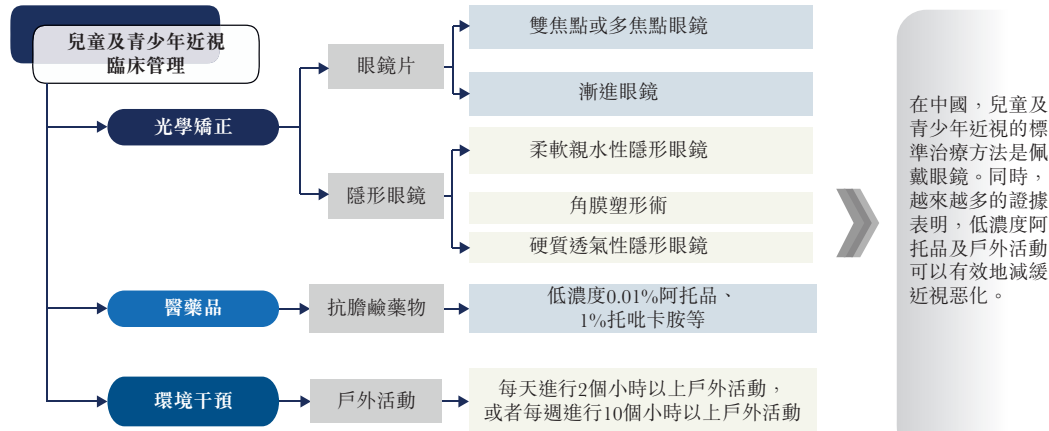 兒童及青少年近視
臨床管理
光學矯正
眼鏡片
雙焦點或多焦點眼鏡
漸進眼鏡
隱形眼鏡
柔軟親水性隱形眼鏡
角膜塑形術
硬質透氣性隱形眼鏡
醫藥品
抗膽鹼藥物
低濃度0.01%阿托品、
1%托吡卡胺等
環境干預
戶外活動
每天進行2個小時以上戶外活動，
或者每週進行10個小時以上戶外活動
在中國，兒童及
青少年近視的標
準治療方法是佩
戴眼鏡。同時，
越來越多的證據
表明，低濃度阿
托品及戶外活動
可以有效地減緩
近視惡化。